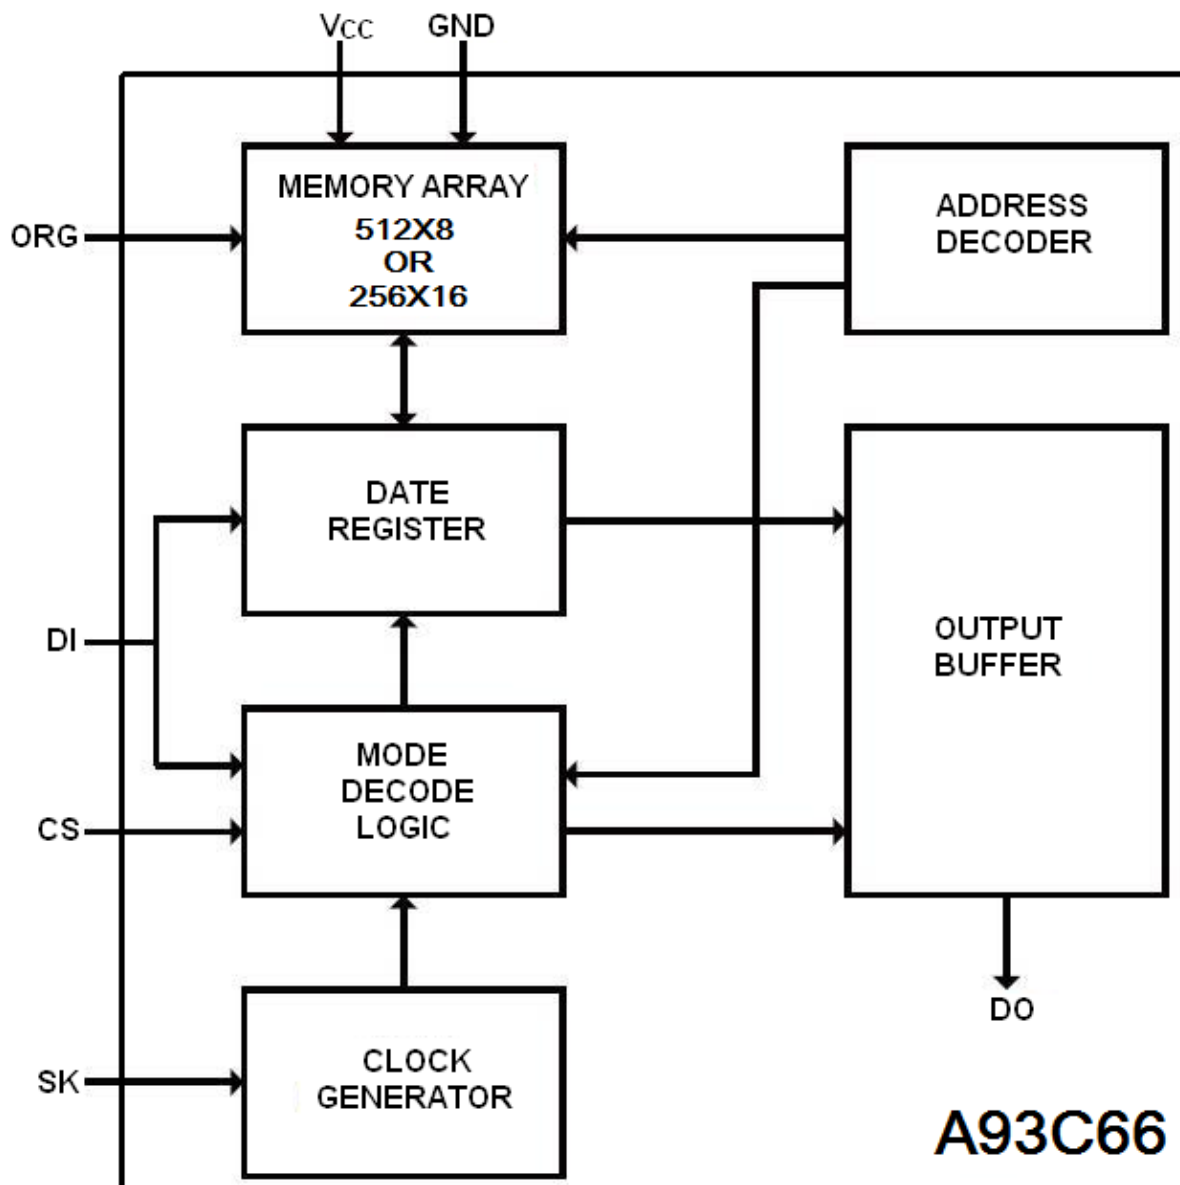 VCC
GND
MEMORY ARRAY
512X8
OR
256X16
ADDRESS
DECODER
ORG
DATE
REGISTER
DI
OUTPUT
BUFFER
MODE
DECODE
LOGIC
CS
DO
CLOCK
GENERATOR
SK
A93C66